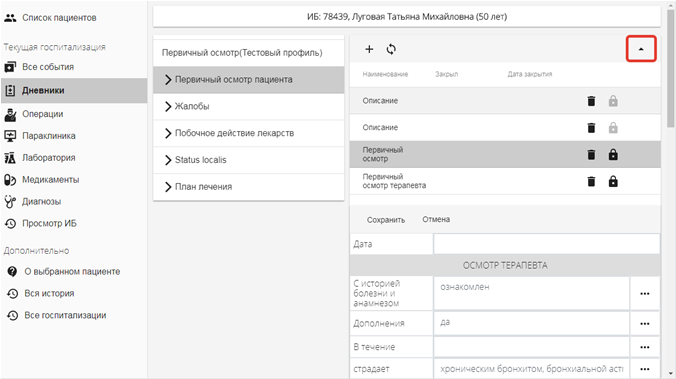 Список пациентов
Текущая госпитализация
Все события
Дневники
Операции
Параклиника
Лаборатория
Медикаменты
Диагнозы
Просмотр ИБ
Дополнительно
О выбранном пациенте
Вся история
Все госпитализации
ИБ: 78439, Луговая Татьяна Михайловна (50 лет)
Первичный осмотр(Тестовый профиль)
Первичный осмотр пациента
Жалобы
Побочное действие лекарств
Status localis
План лечения
Наименование Закрыл Дата закрытия
Описание
Описание
Первичный
осмотр
Первичный
осмотр терапевта
Сохранить Отмена
Дата
ОСМОТР ТЕРАПЕВТА
С историей
болезни и
анамнезом
ознакомлен
Дополнения да
В течение
страдает хроническим бронхитом, бронхиальной аст